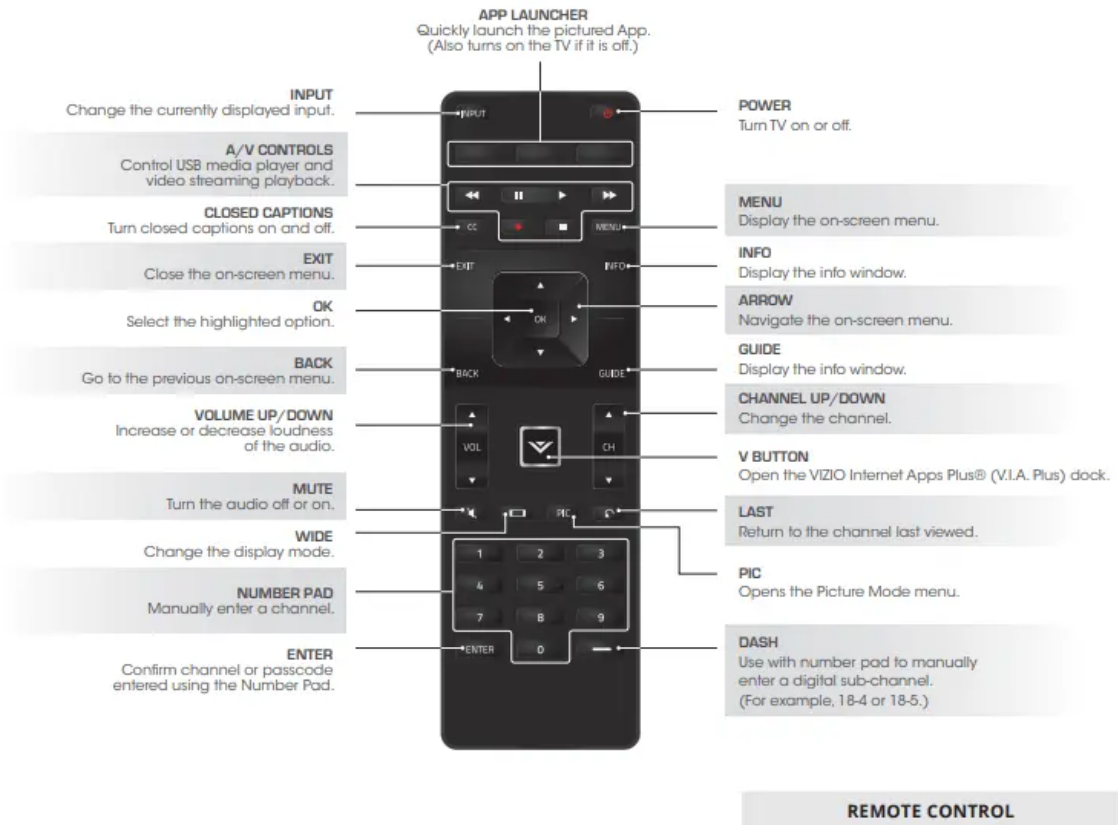 APP LAUNCHER
Quickly launch the pictured App.
(Also turns on the TV if it is off.)
INPUT
Change the currently displayed input.
A/V CONTROLS
Control USB media player and
video streaming playback.
CLOSED CAPTIONS
Turn closed captions on and off.
EXIT
Close the on-screen menu.
OK
Select the highlighted option.
BACK
Go to the previous on-screen menu.
VOLUME UP/DOWN
Increase or decrease loudness
of the audio.
MUTE
Turn the audio off or on.
WIDE
Change the display mode.
NUMBER PAD
Manually enter a channel.
ENTER
Confirm channel or passcode
entered using the Number Pad.
INPUT
CC
MENU
EXIT
INFO
OK
BACK
GUIDE
VOL
CH
PIC
1 2 3
4 5 6
7 8 9
ENTER 0
POWER
Turn TV on or off.
MENU
Display the on-screen menu.
INFO
Display the info window.
ARROW
Navigate the on-screen menu.
GUIDE
Display the info window.
CHANNEL UP/DOWN
Change the channel.
V BUTTON
Open the VIZIO Internet Apps Plus® (V.I.A. Plus) dock.
LAST
Return to the channel last viewed.
PIC
Opens the Picture Mode menu.
DASH
Use with number pad to manually
enter a digital sub-channel.
(For example, 18-4 or 18-5.)
REMOTE CONTROL